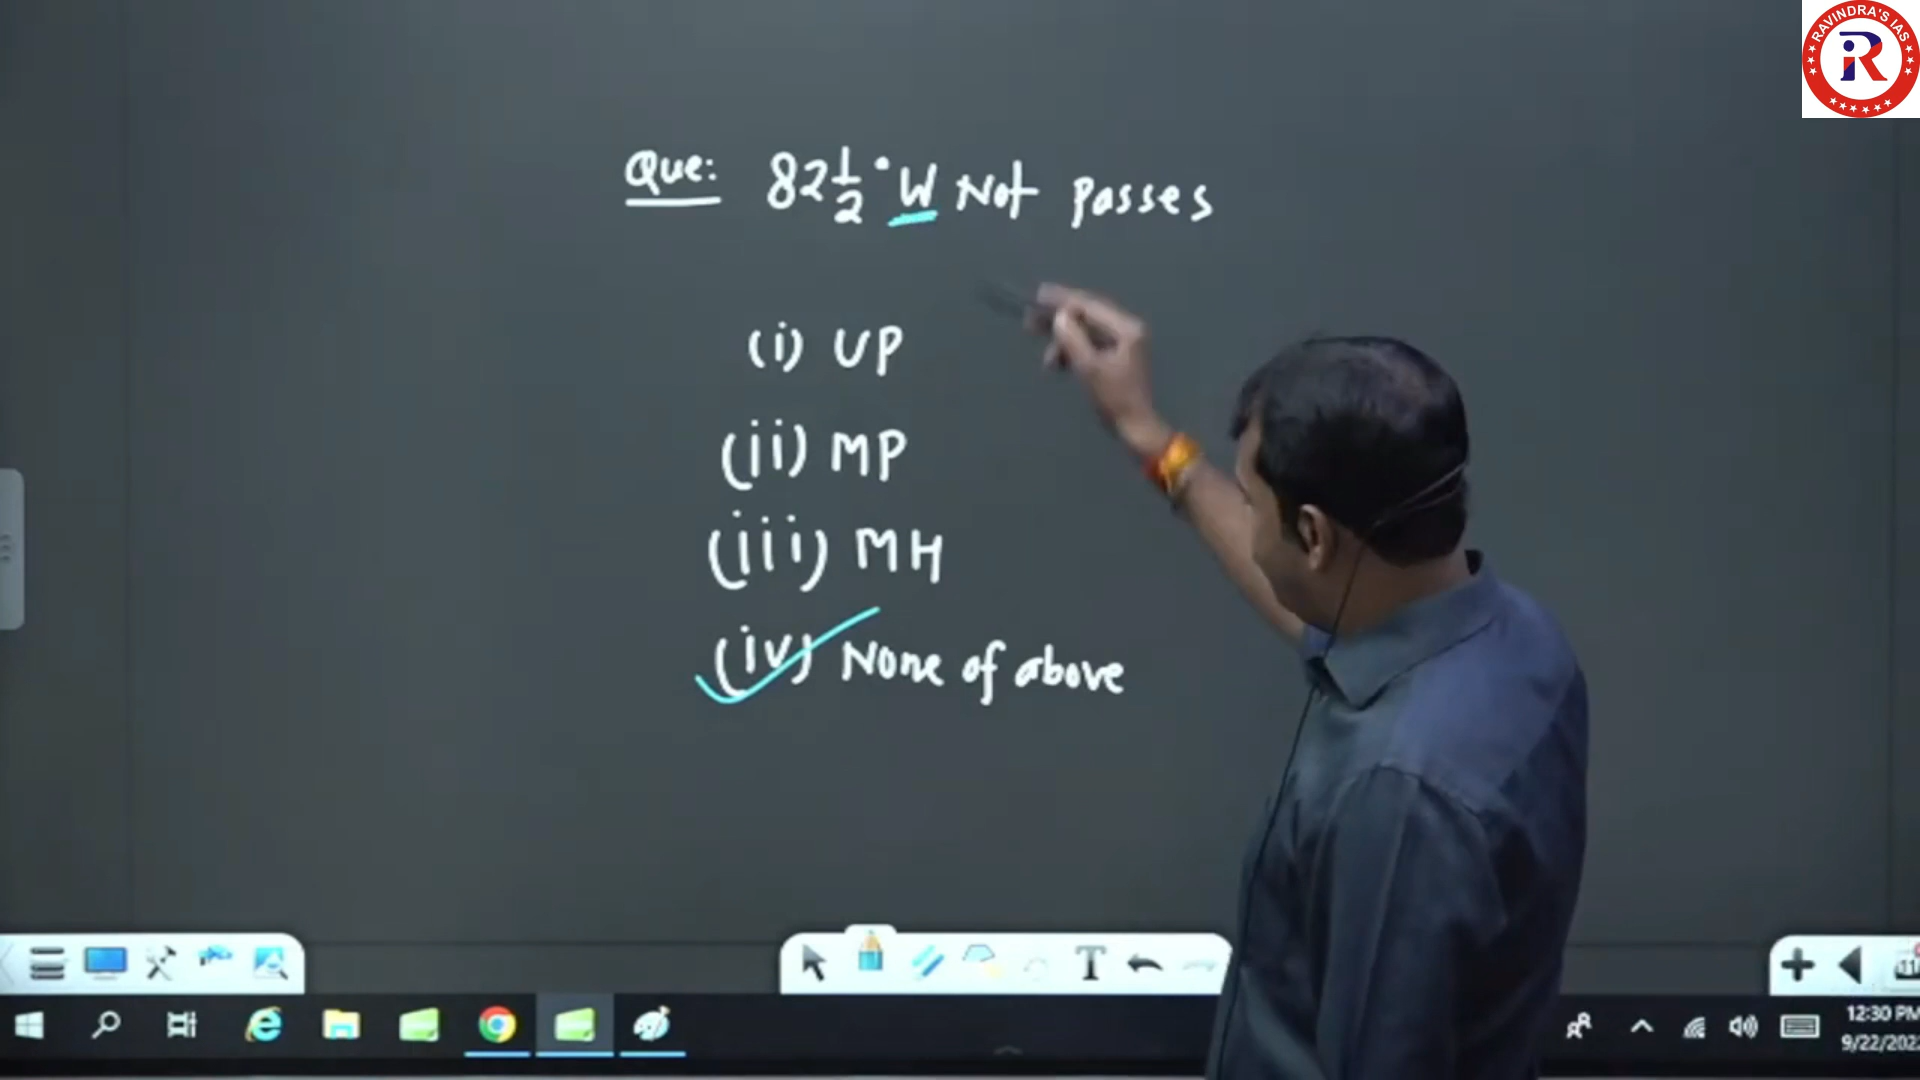 RAVINDRA'S IAS
iR
Que: 82½°W Not Passes
(i) UP
(ii) MP
(iii) MH
(iv) None of above
T
12:30 PM